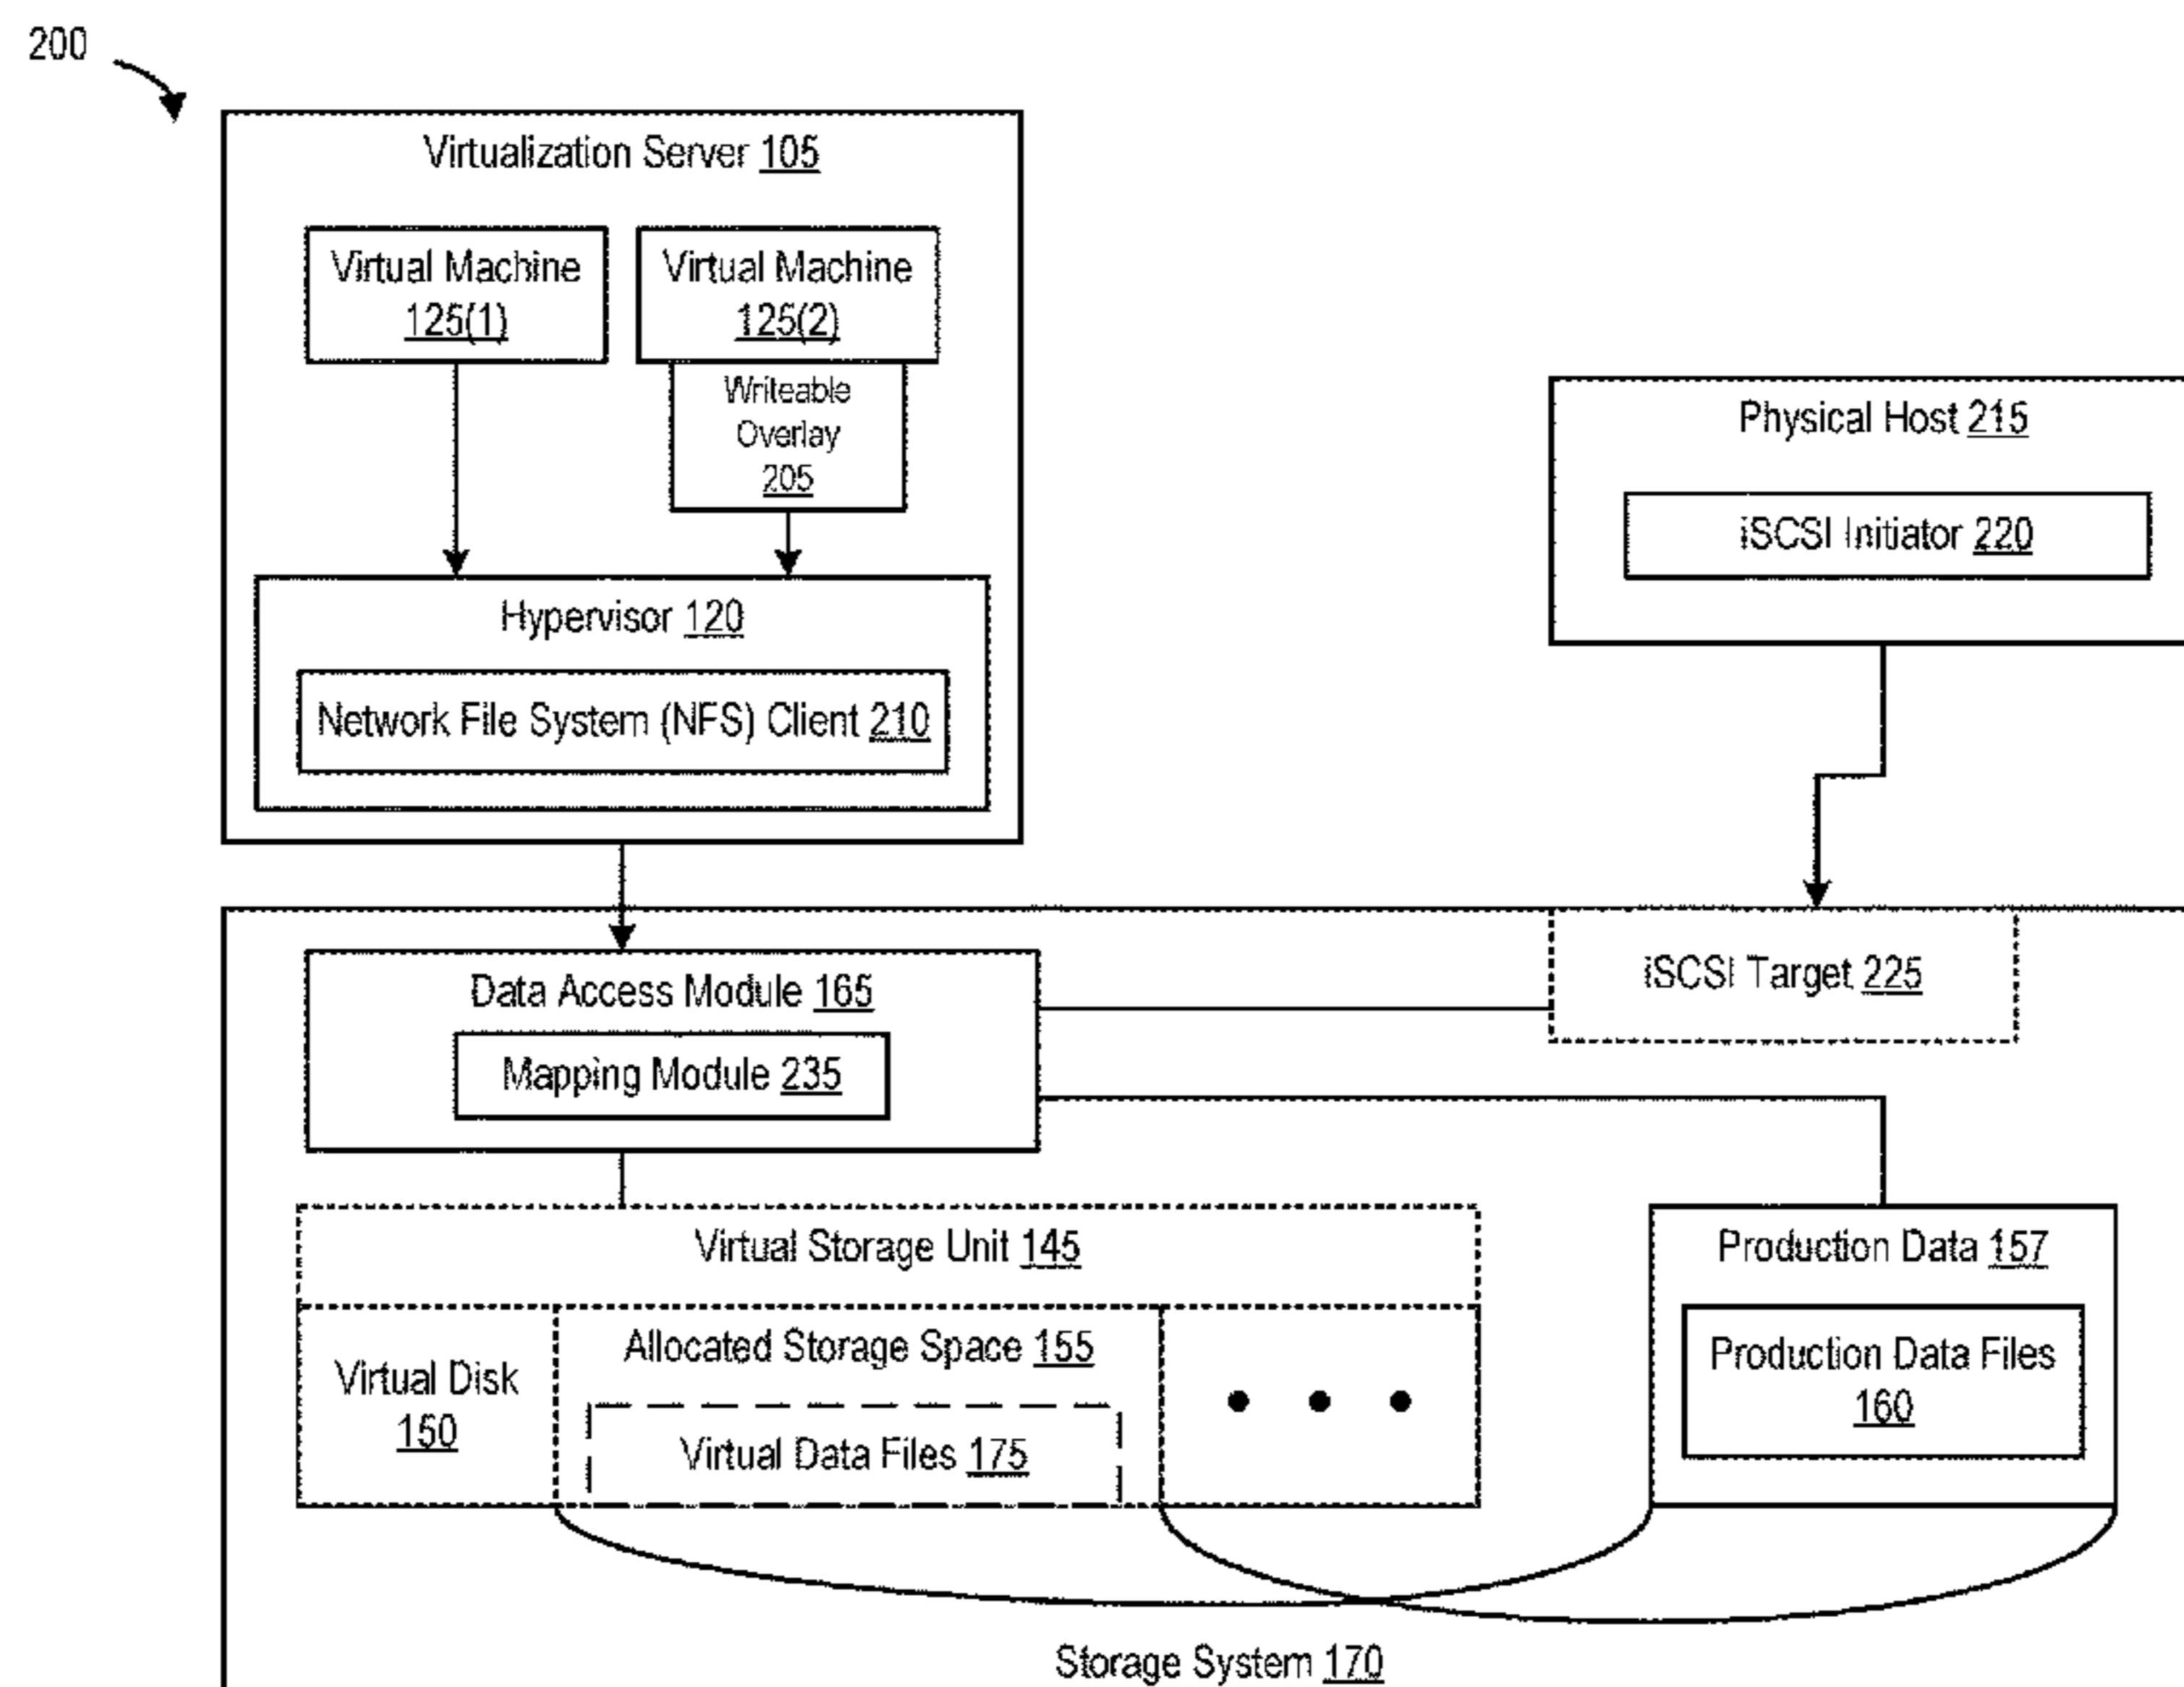 200
Virtualization Server 105
Virtual Machine
125(1)
Virtual Machine
125(2)
Writeable
Overlay
205
Hypervisor 120
Network File System (NFS) Client 210
Physical Host 215
iSCSI Initiator 220
iSCSI Target 225
Data Access Module 165
Mapping Module 235
Virtual Storage Unit 145
Virtual Disk
150
Allocated Storage Space 155
Virtual Data Files 175
Production Data 157
Production Data Files
160
Storage System 170